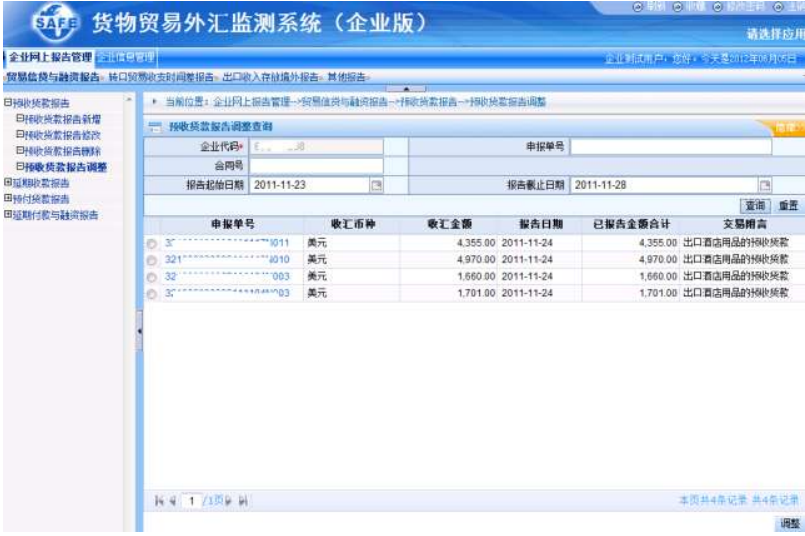 SAFE 货物贸易外汇监测系统（企业版）
帮助 收藏 修改密码
请选择应用
企业网上报告管理 企业信息管理
企业测试用户，您好，今天是2012年06月05日
贸易信贷与融资报告 转口贸易收支时间差报告 出口收入存放境外报告 其他报告
预收货款报告
预收货款报告新增
预收货款报告修改
预收货款报告删除
预收货款报告调整
延期收款报告
预付货款报告
延期付款与融资报告
当前位置：企业网上报告管理->贸易信贷与融资报告->预收货款报告->预收货款报告调整
预收货款报告调整查询
企业代码* 申报单号
合同号
报告起始日期 2011-11-23 报告截止日期 2011-11-28
查询 重置
申报单号 收汇币种 收汇金额 报告日期 已报告金额合计 交易附言
美元 4,355.00 2011-11-24 4,355.00 出口酒店用品的预收货款
美元 4,970.00 2011-11-24 4,970.00 出口酒店用品的预收货款
美元 1,660.00 2011-11-24 1,660.00 出口酒店用品的预收货款
美元 1,701.00 2011-11-24 1,701.00 出口酒店用品的预收货款
1 /1页 本页共4条记录 共4条记录
调整